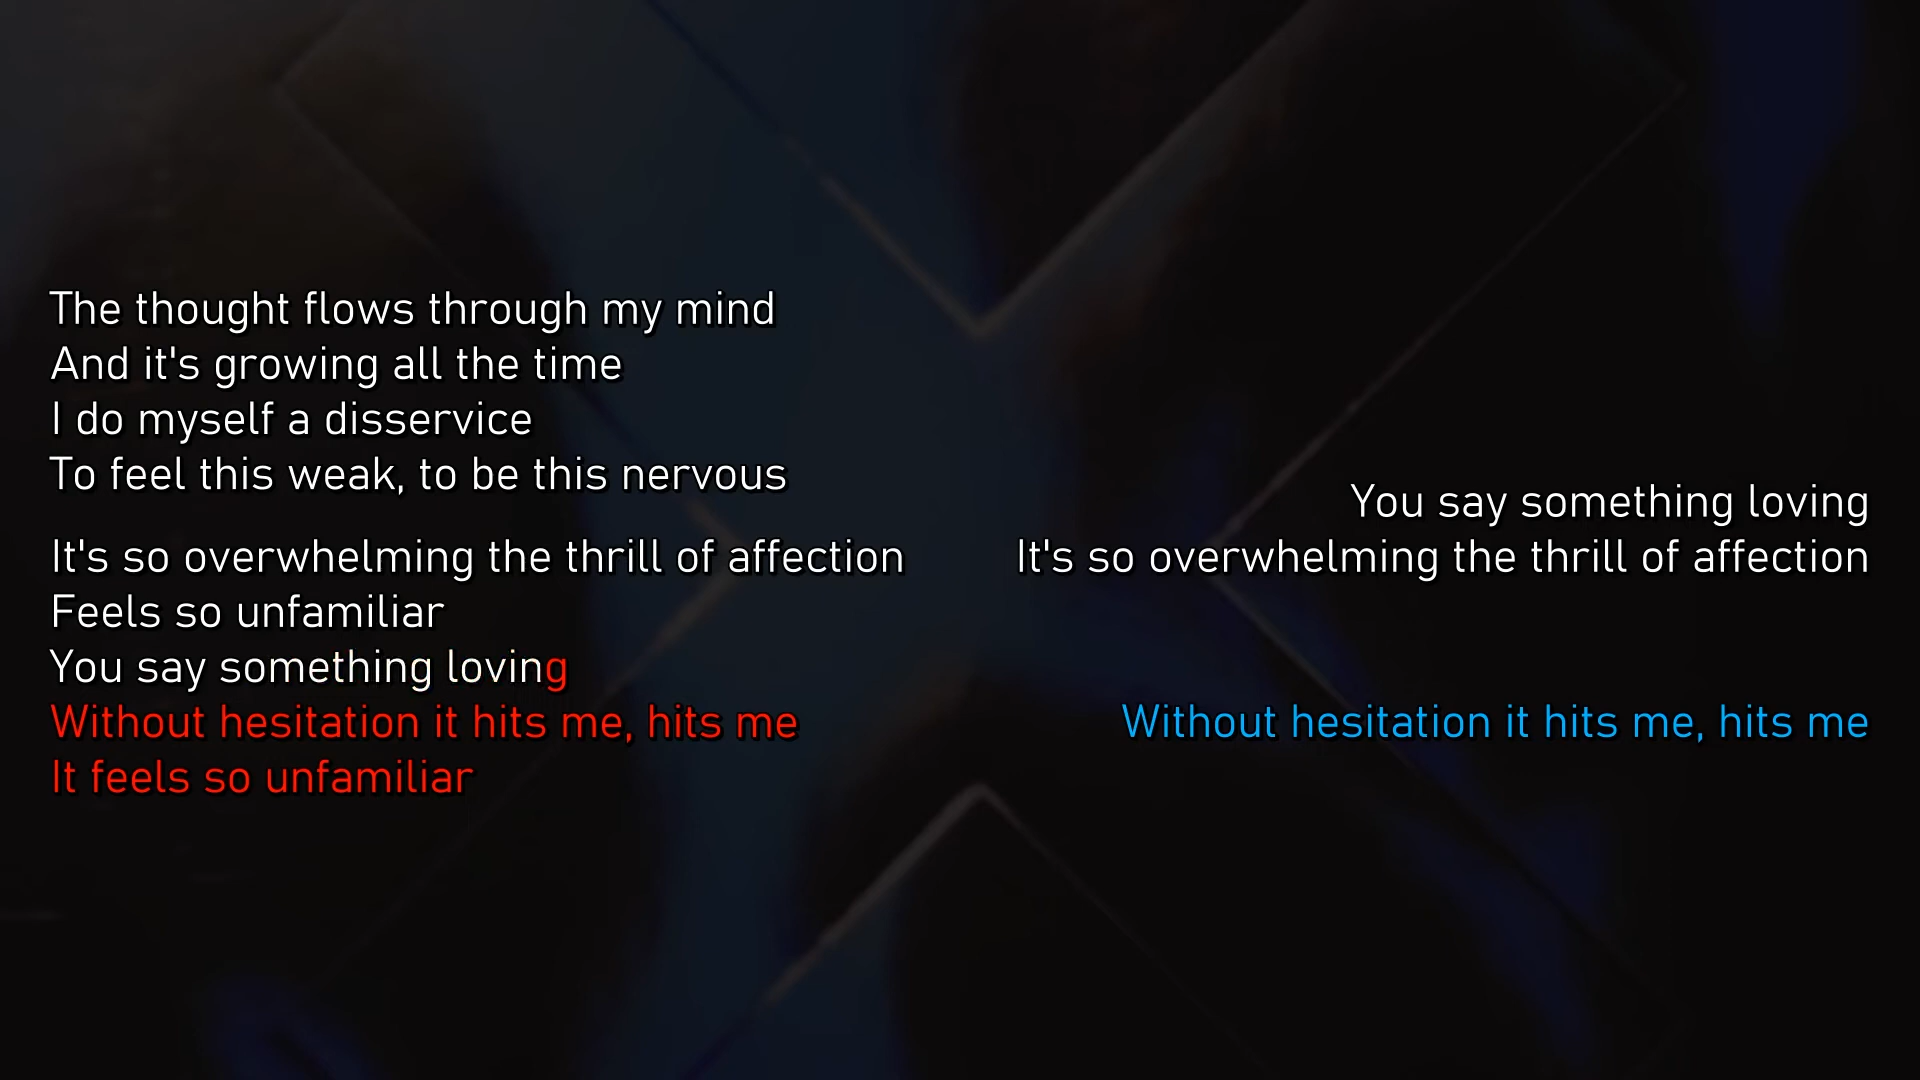 The thought flows through my mind
And it's growing all the time
I do myself a disservice
To feel this weak, to be this nervous
You say something loving
It's so overwhelming the thrill of affection
It's so overwhelming the thrill of affection
Feels so unfamiliar
You say something loving
Without hesitation it hits me, hits me
Without hesitation it hits me, hits me
It feels so unfamiliar